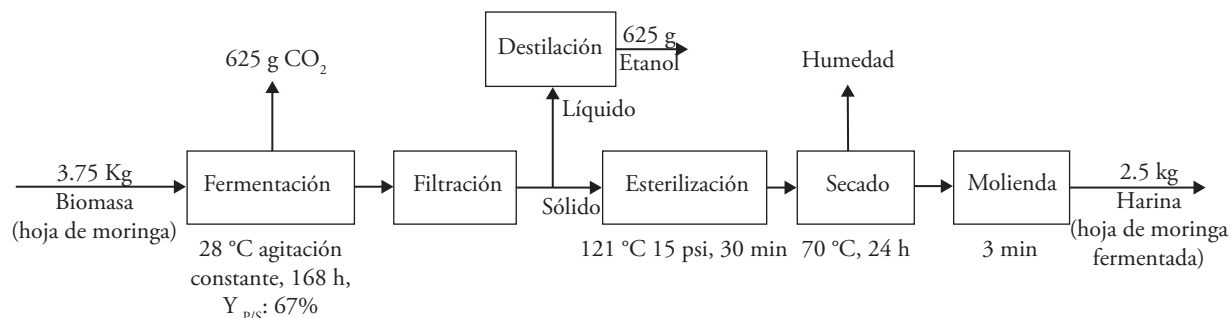 Destilación
625 g
Etanol
625 g CO₂
Humedad
Líquido
3.75 Kg
Biomasa
(hoja de moringa)
Fermentación
Filtración
Sólido
Esterilización
Secado
Molienda
2.5 kg
Harina
(hoja de moringa
fermentada)
28 °C agitación
constante, 168 h,
Y P/S: 67%
121 °C 15 psi, 30 min
70 °C, 24 h
3 min